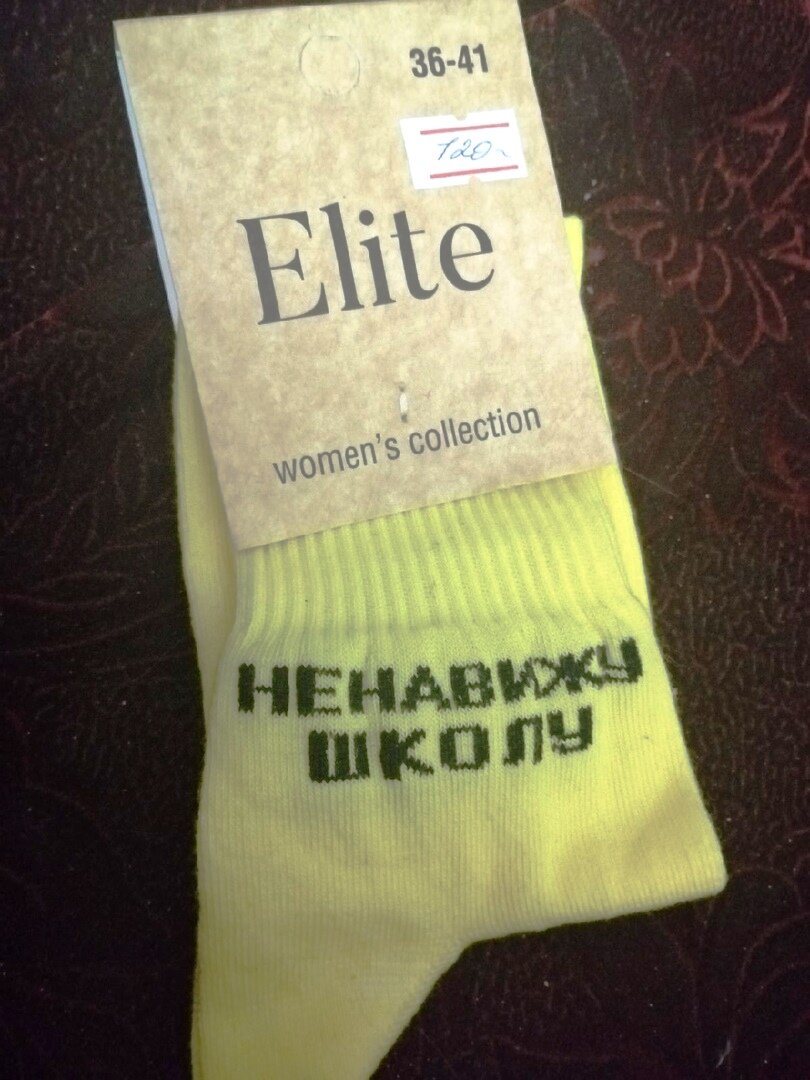 36-41
120-
Elite
women's collection
НЕНАВИЖУ
ШКОЛУ